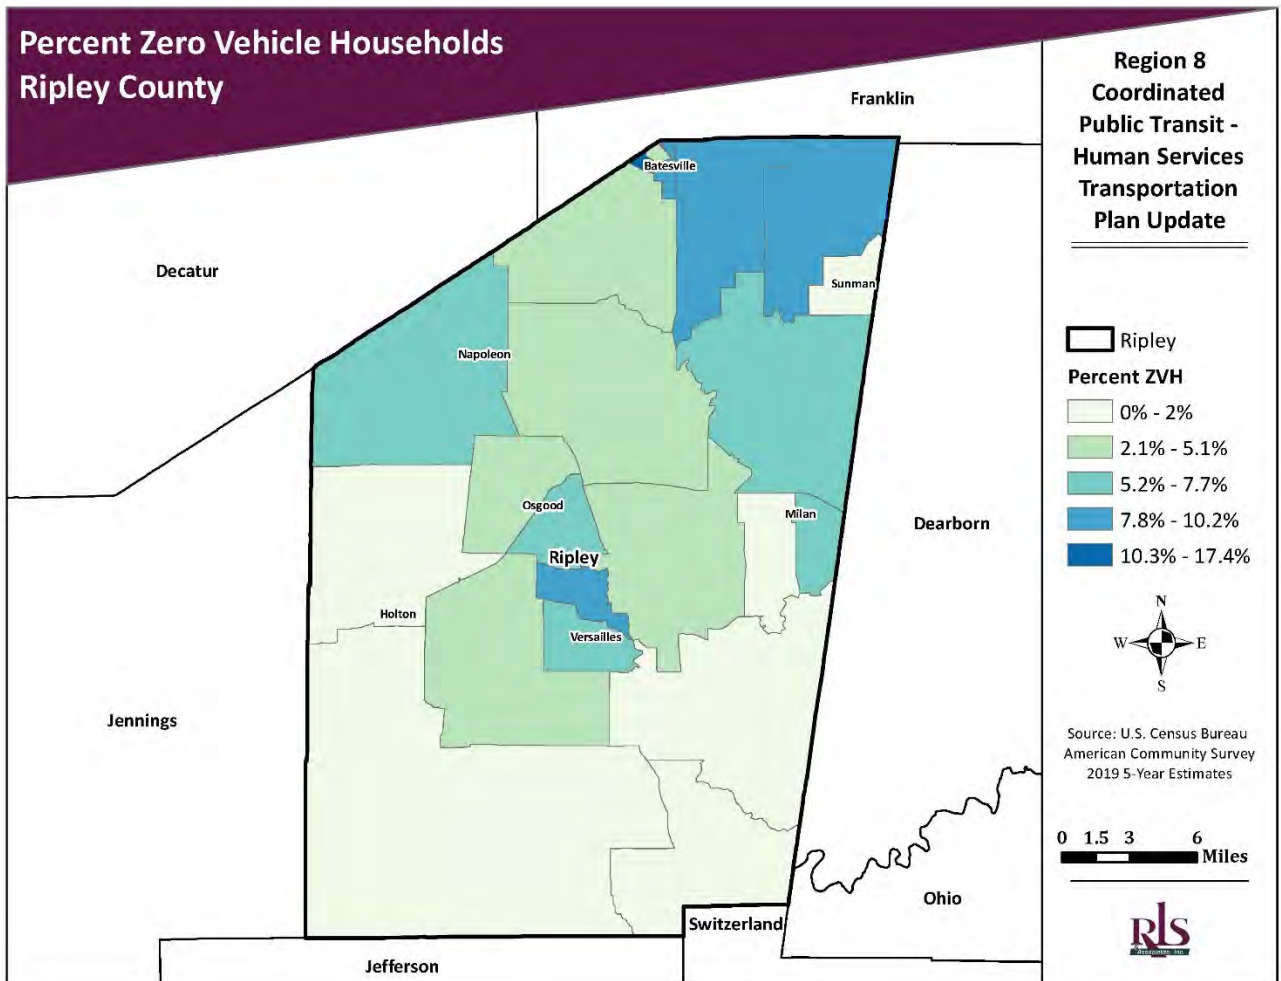 Percent Zero Vehicle Households
Ripley County
Franklin
Batesville
Decatur
Sunman
Napoleon
Osgood
Milan
Dearborn
Ripley
Holton
Versailles
Jennings
Ohio
Switzerland
Jefferson
Region 8
Coordinated
Public Transit -
Human Services
Transportation
Plan Update
Ripley
Percent ZVH
0% - 2%
2.1% - 5.1%
5.2% - 7.7%
7.8% - 10.2%
10.3% - 17.4%
N
W E
S
Source: U.S. Census Bureau
American Community Survey
2019 5-Year Estimates
0 1.5 3 6
Miles
RLS
& Associates, Inc.